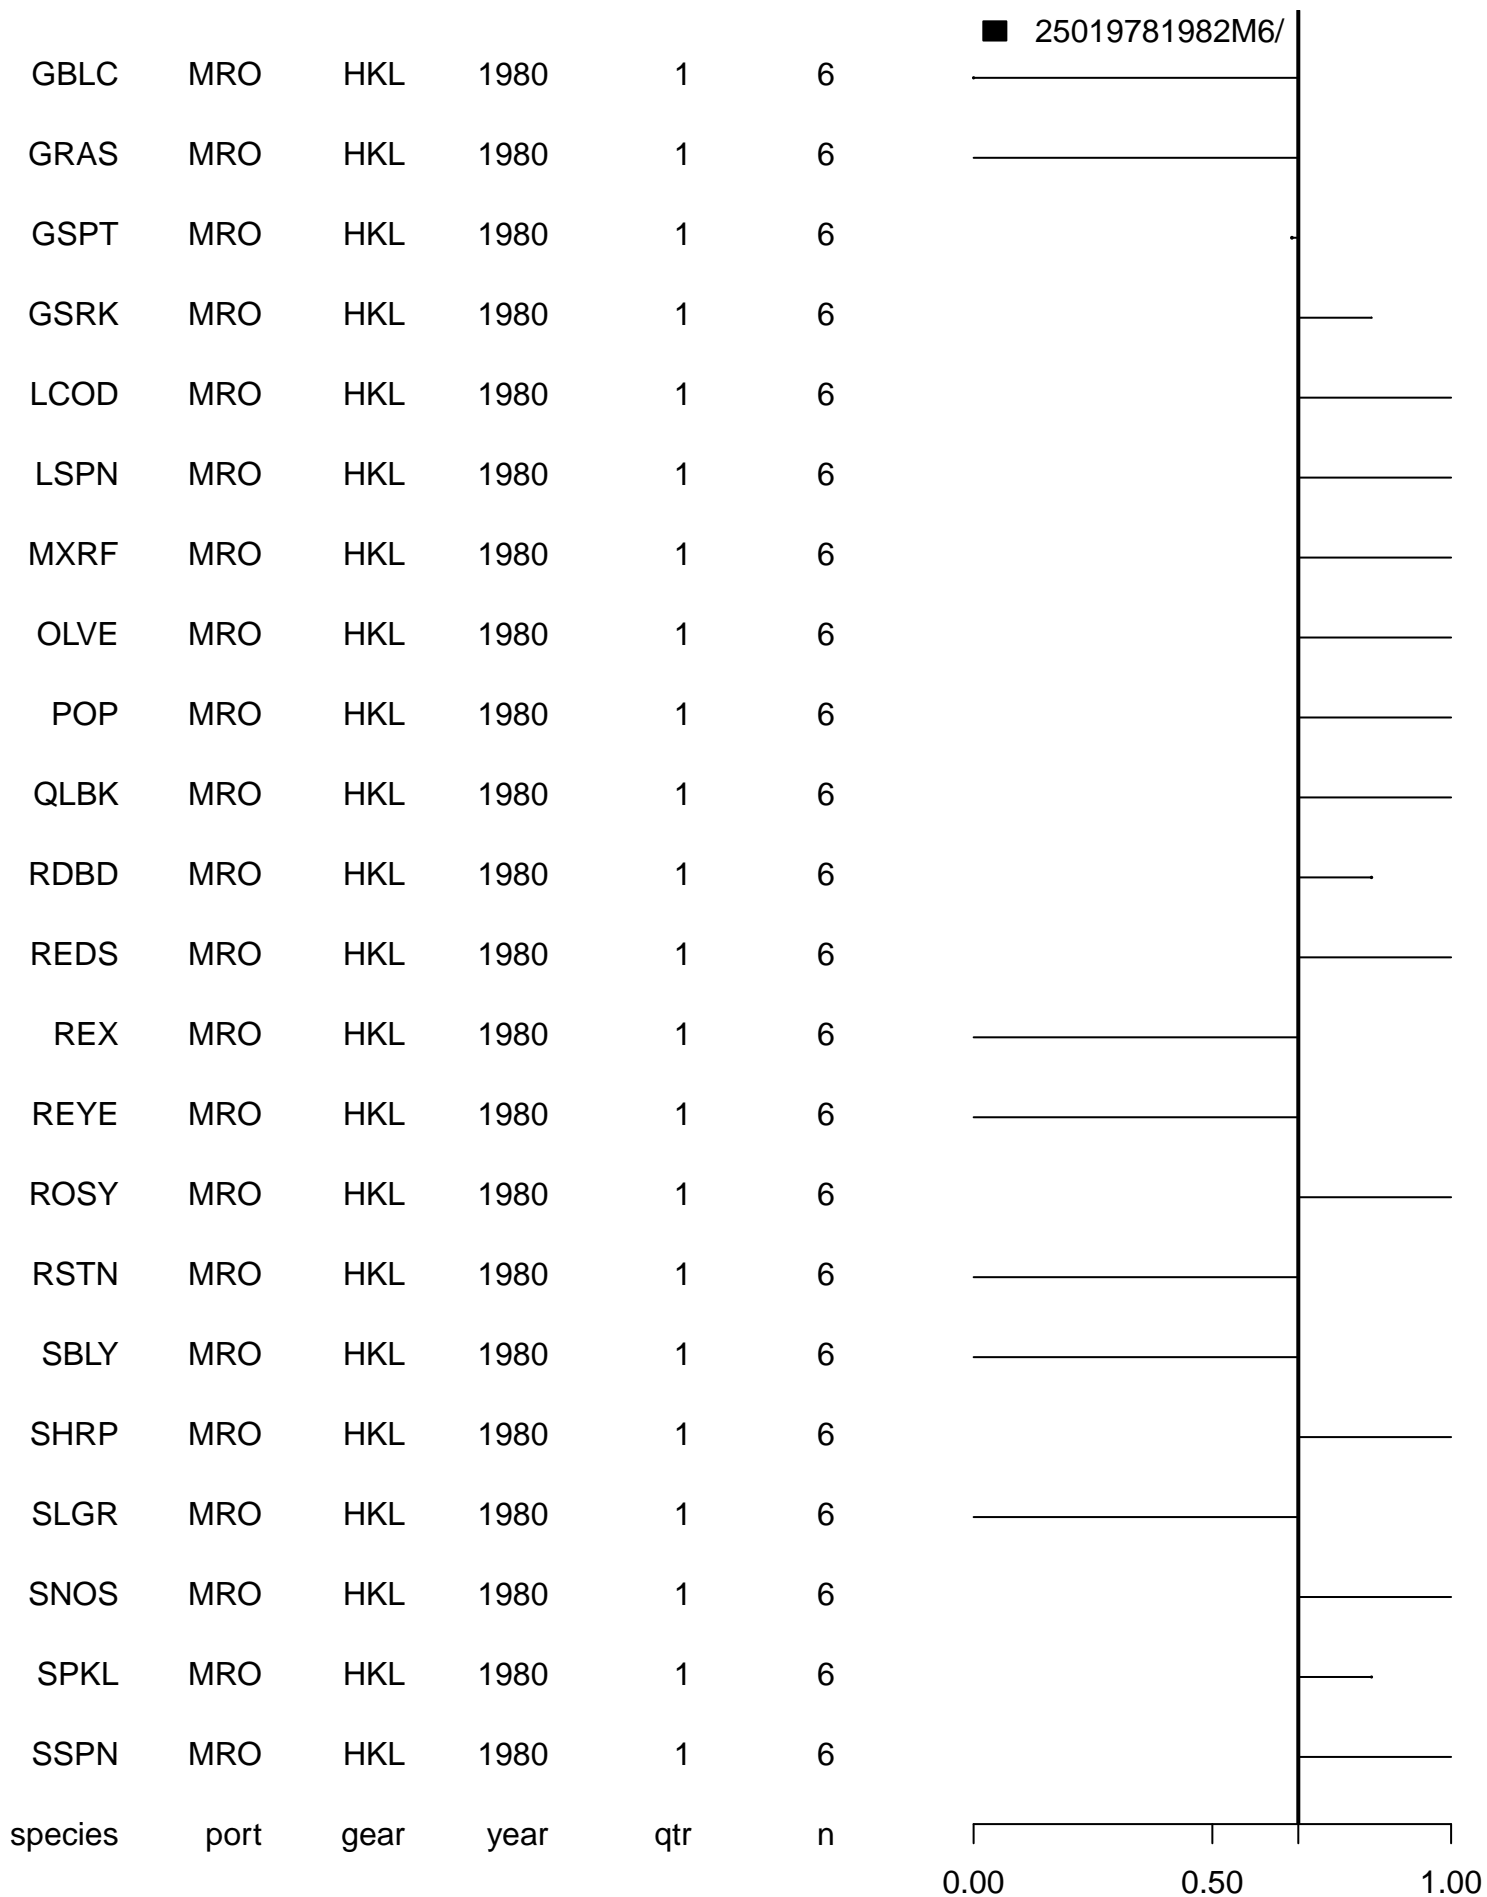 25019781982M6/
GBLC MRO HKL 1980 1 6
GRAS MRO HKL 1980 1 6
GSPT MRO HKL 1980 1 6
GSRK MRO HKL 1980 1 6
LCOD MRO HKL 1980 1 6
LSPN MRO HKL 1980 1 6
MXRF MRO HKL 1980 1 6
OLVE MRO HKL 1980 1 6
POP MRO HKL 1980 1 6
QLBK MRO HKL 1980 1 6
RDBD MRO HKL 1980 1 6
REDS MRO HKL 1980 1 6
REX MRO HKL 1980 1 6
REYE MRO HKL 1980 1 6
ROSY MRO HKL 1980 1 6
RSTN MRO HKL 1980 1 6
SBLY MRO HKL 1980 1 6
SHRP MRO HKL 1980 1 6
SLGR MRO HKL 1980 1 6
SNOS MRO HKL 1980 1 6
SPKL MRO HKL 1980 1 6
SSPN MRO HKL 1980 1 6
species port gear year qtr n
0.00 0.50 1.00